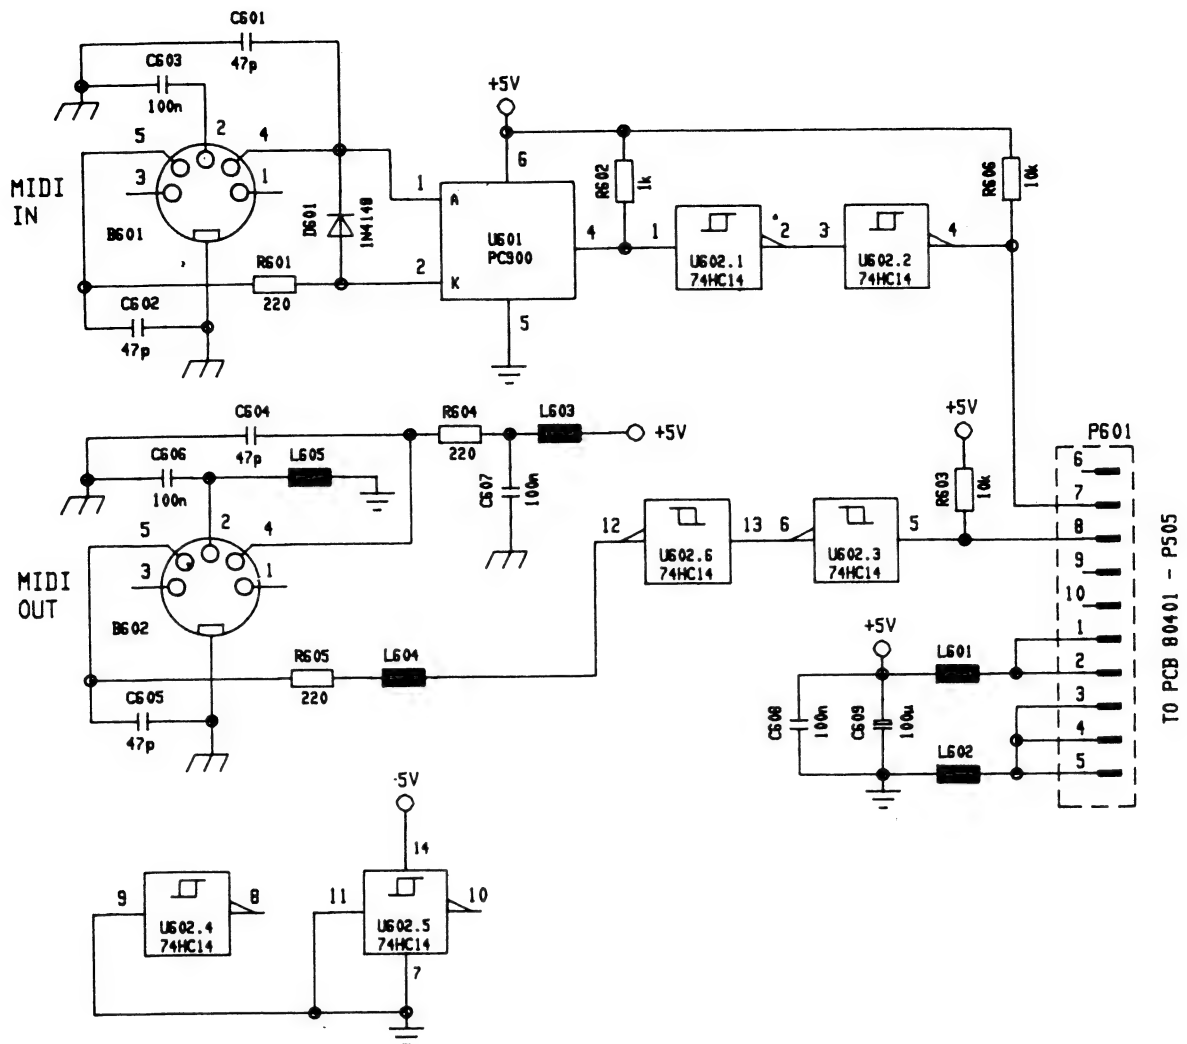 C601
47p
C603
100n
5
2
4
3
1
MIDI
IN
B601
D601
1N4148
R601
220
C602
47p
+5V
6
1
A
U601
PC900
2
K
4
5
R602
1k
R606
10k
1
U602.1
74HC14
2
3
U602.2
74HC14
4
C604
47p
R604
220
L603
+5V
C606
100n
L605
C607
100n
5
2
4
3
1
MIDI
OUT
B602
R605
220
L604
C605
47p
12
U602.6
74HC14
13
6
U602.3
74HC14
5
+5V
R603
10k
P601
6
7
8
9
10
1
2
3
4
5
TO PCB 80401 - P505
+5V
L601
C608
100n
C609
100µ
L602
9
U602.4
74HC14
8
5V
14
11
U602.5
74HC14
10
7